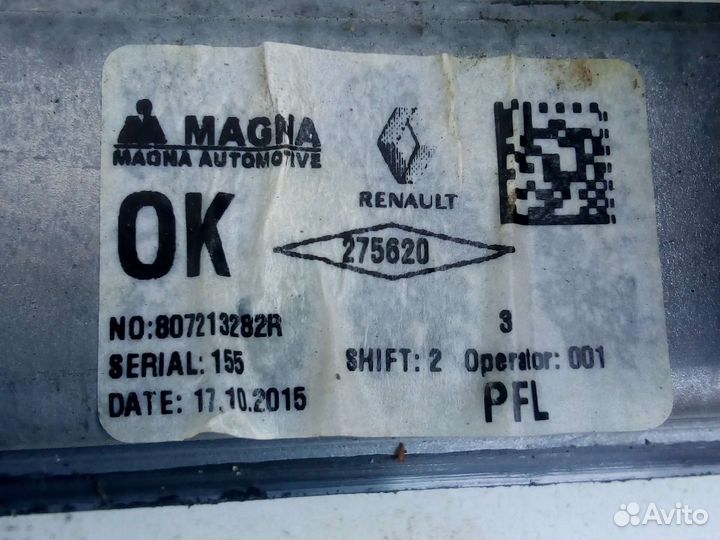 MAGNA
MAGNA AUTOMOTIVE
RENAULT
OK
275620
NO:807213282R 3
SERIAL: 155 SHIFT: 2 Operator: 001
DATE: 17.10.2015 PFL
Avito